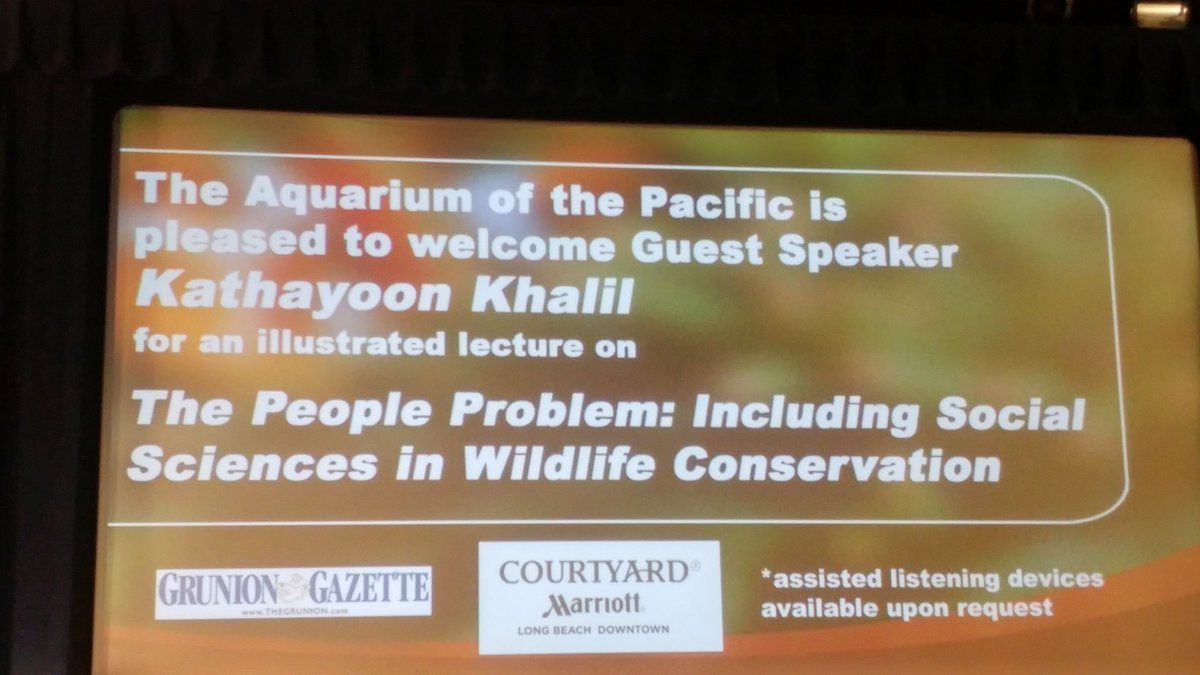 The Aquarium of the Pacific is
pleased to welcome Guest Speaker
Kathayoon Khalil
for an illustrated lecture on
The People Problem: Including Social
Sciences in Wildlife Conservation
GRUNION GAZETTE
www.THEGRUNION.com
COURTYARD®
Marriott®
LONG BEACH DOWNTOWN
*assisted listening devices
available upon request